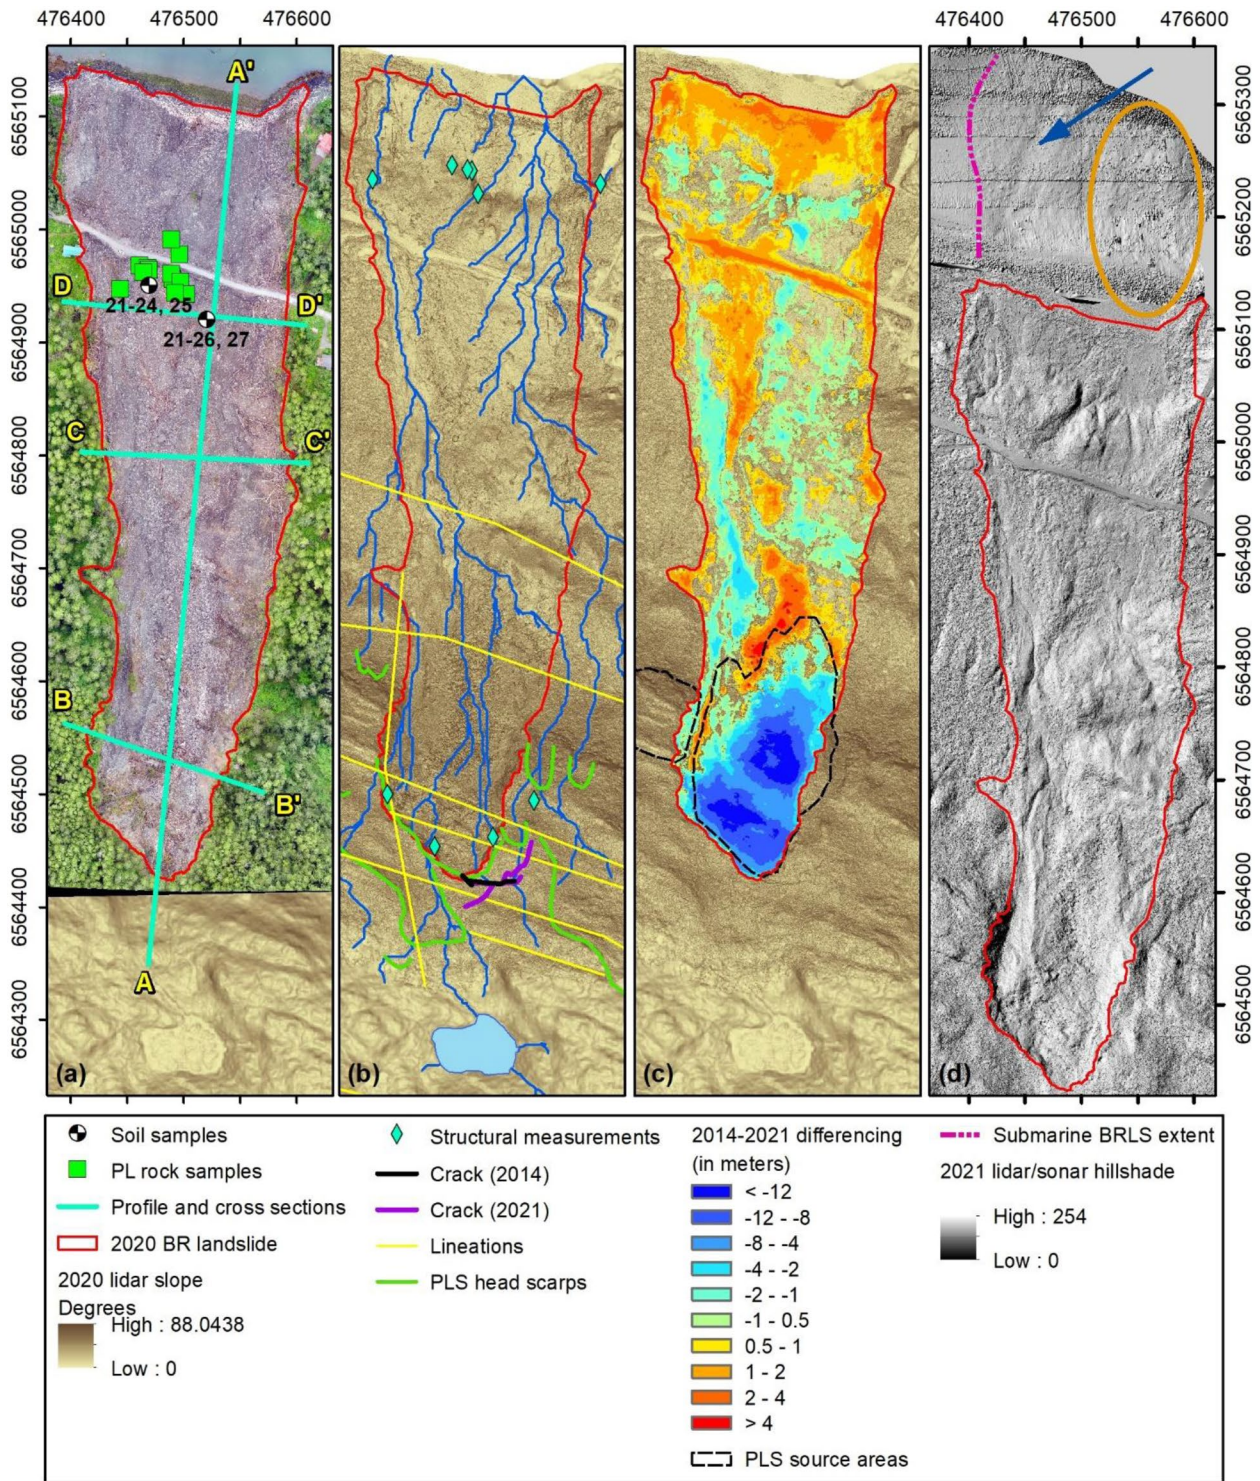 476400 476500 476600
476400 476500 476600
6565100
6565000
6564900
6564800
6564700
6564600
6564500
6564400
6564300
A'
D
D'
21-24, 25
21-26, 27
C
C'
B
B'
A
(a)
(b)
(c)
(d)
6565300
6565200
6565100
6565000
6564900
6564800
6564700
6564600
6564500
Soil samples
PL rock samples
Profile and cross sections
2020 BR landslide
2020 lidar slope
Degrees
High : 88.0438
Low : 0
Structural measurements
Crack (2014)
Crack (2021)
Lineations
PLS head scarps
2014-2021 differencing
(in meters)
< -12
-12 - -8
-8 - -4
-4 - -2
-2 - -1
-1 - 0.5
0.5 - 1
1 - 2
2 - 4
> 4
PLS source areas
Submarine BRLS extent
2021 lidar/sonar hillshade
High : 254
Low : 0